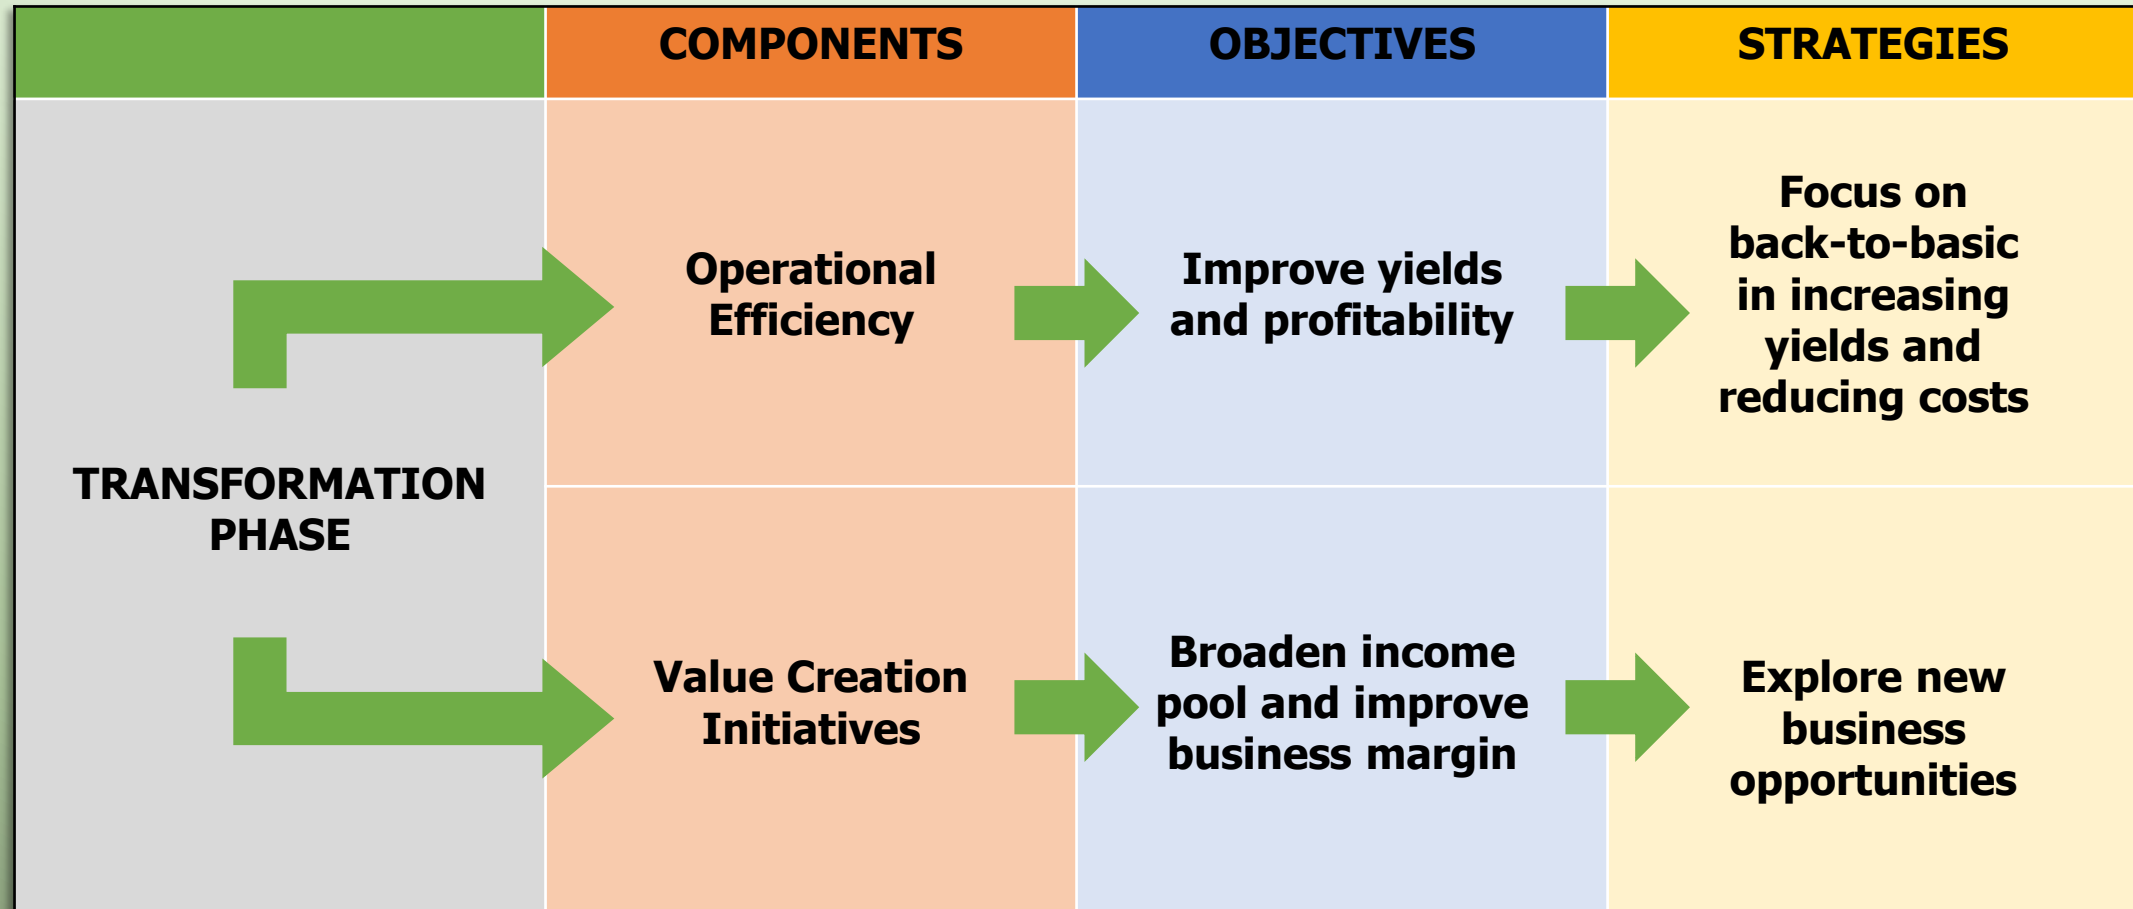 COMPONENTS
OBJECTIVES
STRATEGIES
TRANSFORMATION
PHASE
Operational
Efficiency
Improve yields
and profitability
Focus on
back-to-basic
in increasing
yields and
reducing costs
Value Creation
Initiatives
Broaden income
pool and improve
business margin
Explore new
business
opportunities